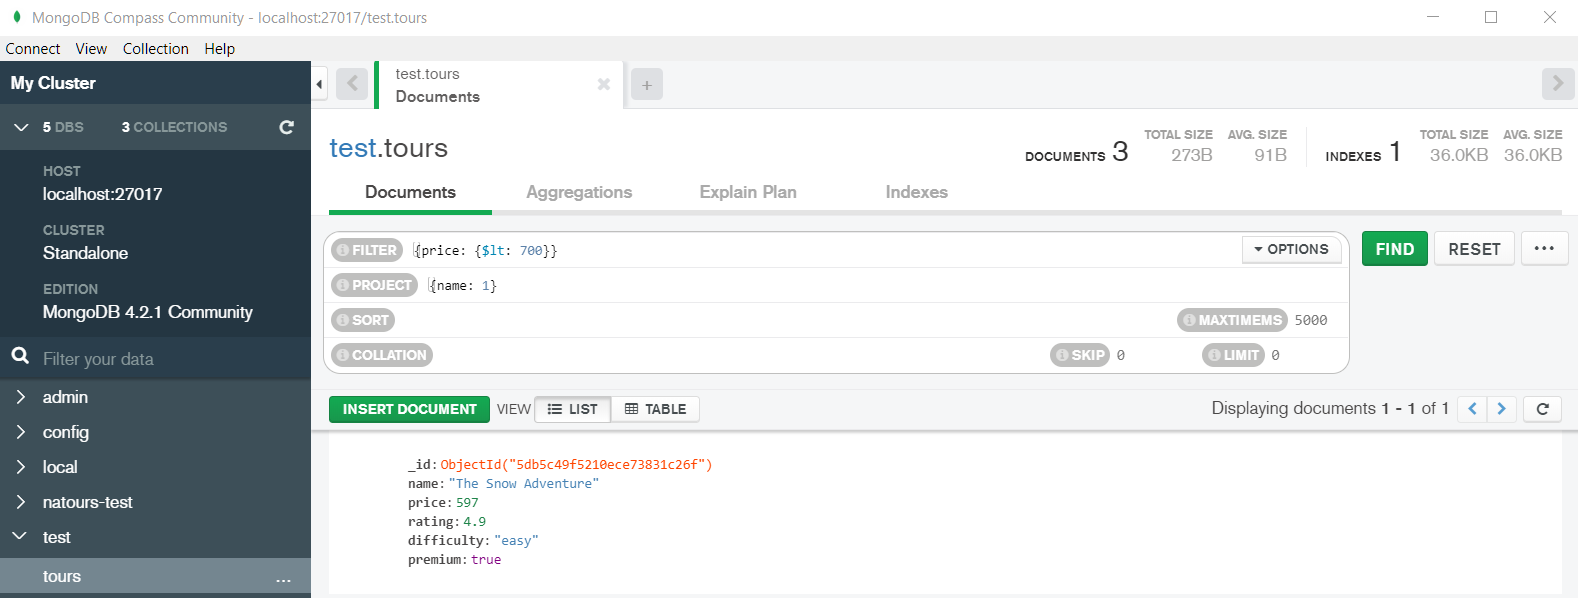 MongoDB Compass Community - localhost:27017/test.tours
Connect View Collection Help
My Cluster
5 DBS 3 COLLECTIONS
HOST
localhost:27017
CLUSTER
Standalone
EDITION
MongoDB 4.2.1 Community
Filter your data
admin
config
local
natours-test
test
tours ...
test.tours
Documents
test.tours
DOCUMENTS 3 TOTAL SIZE 273B AVG. SIZE 91B
INDEXES 1 TOTAL SIZE 36.0KB AVG. SIZE 36.0KB
Documents Aggregations Explain Plan Indexes
FILTER {price: {$lt: 700}} OPTIONS FIND RESET ...
PROJECT {name: 1}
SORT MAXTIMEMS 5000
COLLATION SKIP 0 LIMIT 0
INSERT DOCUMENT VIEW LIST TABLE Displaying documents 1 - 1 of 1
_id: ObjectId("5db5c49f5210ece73831c26f")
name: "The Snow Adventure"
price: 597
rating: 4.9
difficulty: "easy"
premium: true